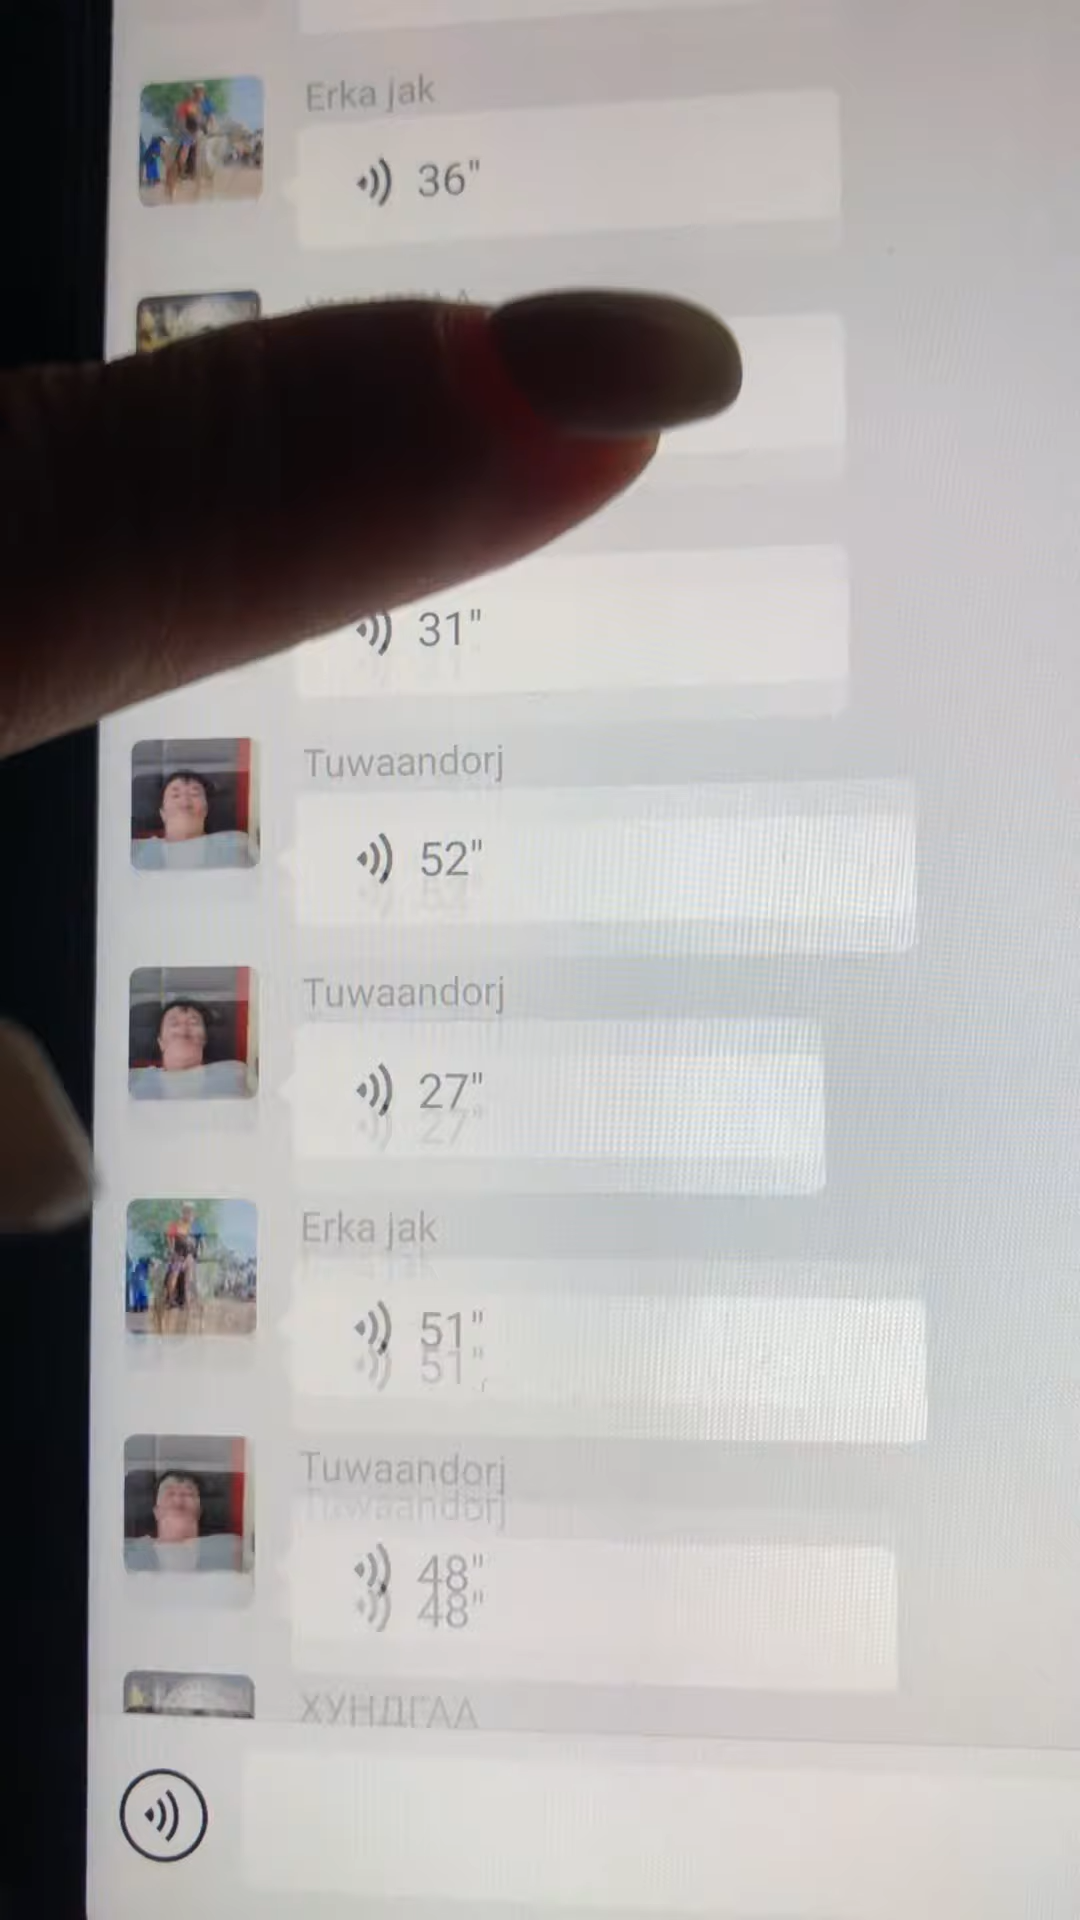 Erka jak
36"
31"
Tuwaandorj
52"
Tuwaandorj
27"
Erka jak
51"
Tuwaandorj
48"
ХУНДГАА